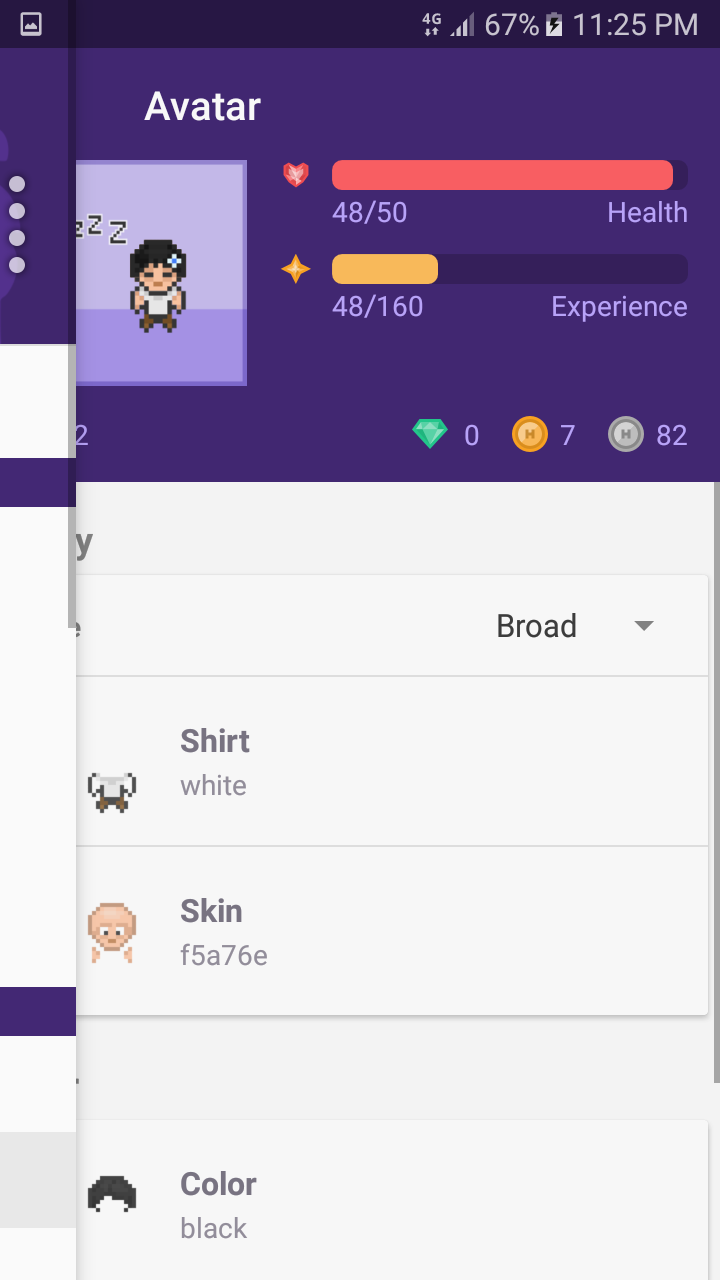 4G 67% 11:25 PM
Avatar
zZZ
48/50 Health
48/160 Experience
2 0 H 7 H 82
y
e Broad
Shirt
white
Skin
f5a76e
Color
black